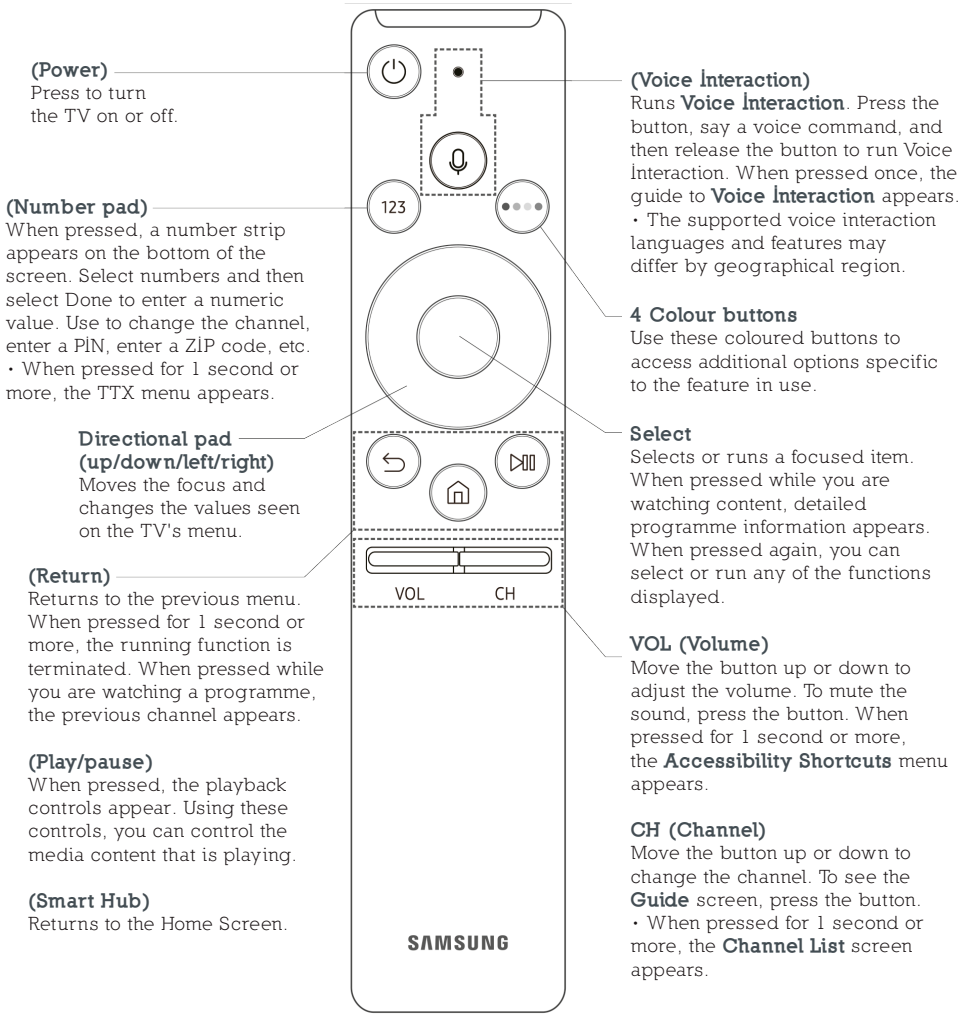 (Power)
Press to turn
the TV on or off.
(Number pad)
When pressed, a number strip
appears on the bottom of the
screen. Select numbers and then
select Done to enter a numeric
value. Use to change the channel,
enter a PİN, enter a ZİP code, etc.
• When pressed for 1 second or
more, the TTX menu appears.
Directional pad
(up/down/left/right)
Moves the focus and
changes the values seen
on the TV's menu.
(Return)
Returns to the previous menu.
When pressed for 1 second or
more, the running function is
terminated. When pressed while
you are watching a programme,
the previous channel appears.
(Play/pause)
When pressed, the playback
controls appear. Using these
controls, you can control the
media content that is playing.
(Smart Hub)
Returns to the Home Screen.
123
VOL CH
SAMSUNG
(Voice İnteraction)
Runs Voice İnteraction. Press the
button, say a voice command, and
then release the button to run Voice
İnteraction. When pressed once, the
guide to Voice İnteraction appears.
• The supported voice interaction
languages and features may
differ by geographical region.
4 Colour buttons
Use these coloured buttons to
access additional options specific
to the feature in use.
Select
Selects or runs a focused item.
When pressed while you are
watching content, detailed
programme information appears.
When pressed again, you can
select or run any of the functions
displayed.
VOL (Volume)
Move the button up or down to
adjust the volume. To mute the
sound, press the button. When
pressed for 1 second or more,
the Accessibility Shortcuts menu
appears.
CH (Channel)
Move the button up or down to
change the channel. To see the
Guide screen, press the button.
• When pressed for 1 second or
more, the Channel List screen
appears.